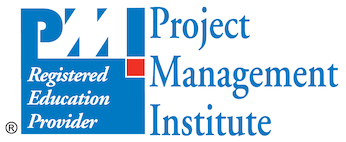 PMI
Registered
Education
Provider
®
Project
Management
Institute